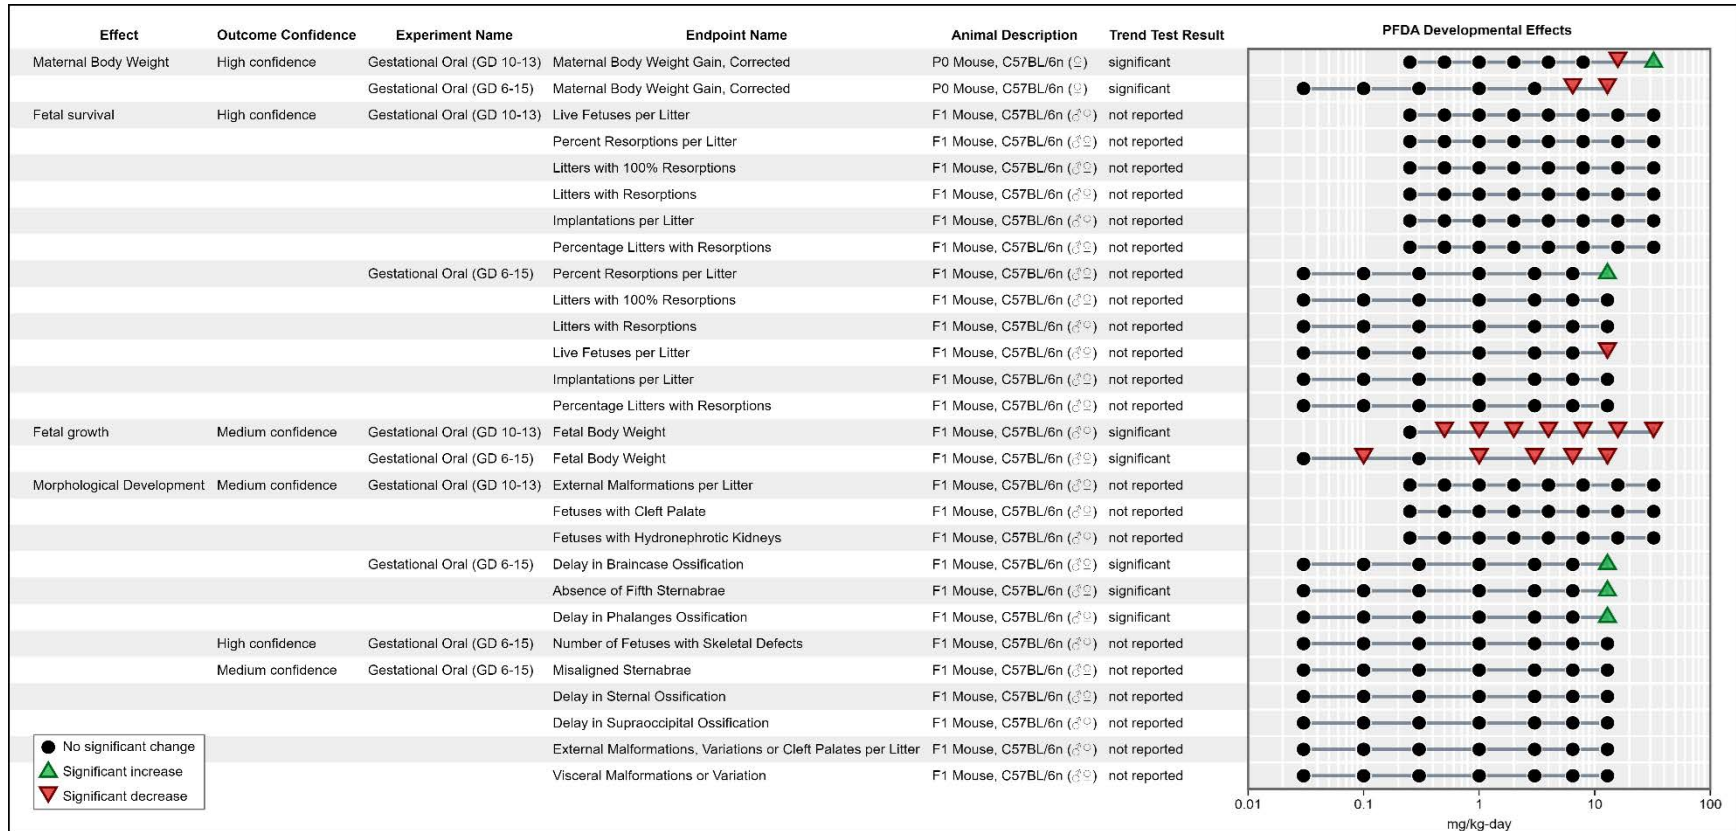 Effect Outcome Confidence Experiment Name Endpoint Name Animal Description Trend Test Result PFDA Developmental Effects
Maternal Body Weight High confidence Gestational Oral (GD 10-13) Maternal Body Weight Gain, Corrected P0 Mouse, C57BL/6n (♀) significant
Gestational Oral (GD 6-15) Maternal Body Weight Gain, Corrected P0 Mouse, C57BL/6n (♀) significant
Fetal survival High confidence Gestational Oral (GD 10-13) Live Fetuses per Litter F1 Mouse, C57BL/6n (♂♀) not reported
Percent Resorptions per Litter F1 Mouse, C57BL/6n (♂♀) not reported
Litters with 100% Resorptions F1 Mouse, C57BL/6n (♂♀) not reported
Litters with Resorptions F1 Mouse, C57BL/6n (♂♀) not reported
Implantations per Litter F1 Mouse, C57BL/6n (♂♀) not reported
Percentage Litters with Resorptions F1 Mouse, C57BL/6n (♂♀) not reported
Gestational Oral (GD 6-15) Percent Resorptions per Litter F1 Mouse, C57BL/6n (♂♀) not reported
Litters with 100% Resorptions F1 Mouse, C57BL/6n (♂♀) not reported
Litters with Resorptions F1 Mouse, C57BL/6n (♂♀) not reported
Live Fetuses per Litter F1 Mouse, C57BL/6n (♂♀) not reported
Implantations per Litter F1 Mouse, C57BL/6n (♂♀) not reported
Percentage Litters with Resorptions F1 Mouse, C57BL/6n (♂♀) not reported
Fetal growth Medium confidence Gestational Oral (GD 10-13) Fetal Body Weight F1 Mouse, C57BL/6n (♂♀) significant
Gestational Oral (GD 6-15) Fetal Body Weight F1 Mouse, C57BL/6n (♂♀) significant
Morphological Development Medium confidence Gestational Oral (GD 10-13) External Malformations per Litter F1 Mouse, C57BL/6n (♂♀) not reported
Fetuses with Cleft Palate F1 Mouse, C57BL/6n (♂♀) not reported
Fetuses with Hydronephrotic Kidneys F1 Mouse, C57BL/6n (♂♀) not reported
Gestational Oral (GD 6-15) Delay in Braincase Ossification F1 Mouse, C57BL/6n (♂♀) significant
Absence of Fifth Sternabrae F1 Mouse, C57BL/6n (♂♀) significant
Delay in Phalanges Ossification F1 Mouse, C57BL/6n (♂♀) significant
High confidence Gestational Oral (GD 6-15) Number of Fetuses with Skeletal Defects F1 Mouse, C57BL/6n (♂♀) not reported
Medium confidence Gestational Oral (GD 6-15) Misaligned Sternabrae F1 Mouse, C57BL/6n (♂♀) not reported
Delay in Sternal Ossification F1 Mouse, C57BL/6n (♂♀) not reported
Delay in Supraoccipital Ossification F1 Mouse, C57BL/6n (♂♀) not reported
External Malformations, Variations or Cleft Palates per Litter F1 Mouse, C57BL/6n (♂♀) not reported
Visceral Malformations or Variation F1 Mouse, C57BL/6n (♂♀) not reported
No significant change
Significant increase
Significant decrease
0.01 0.1 1 10 100
mg/kg-day